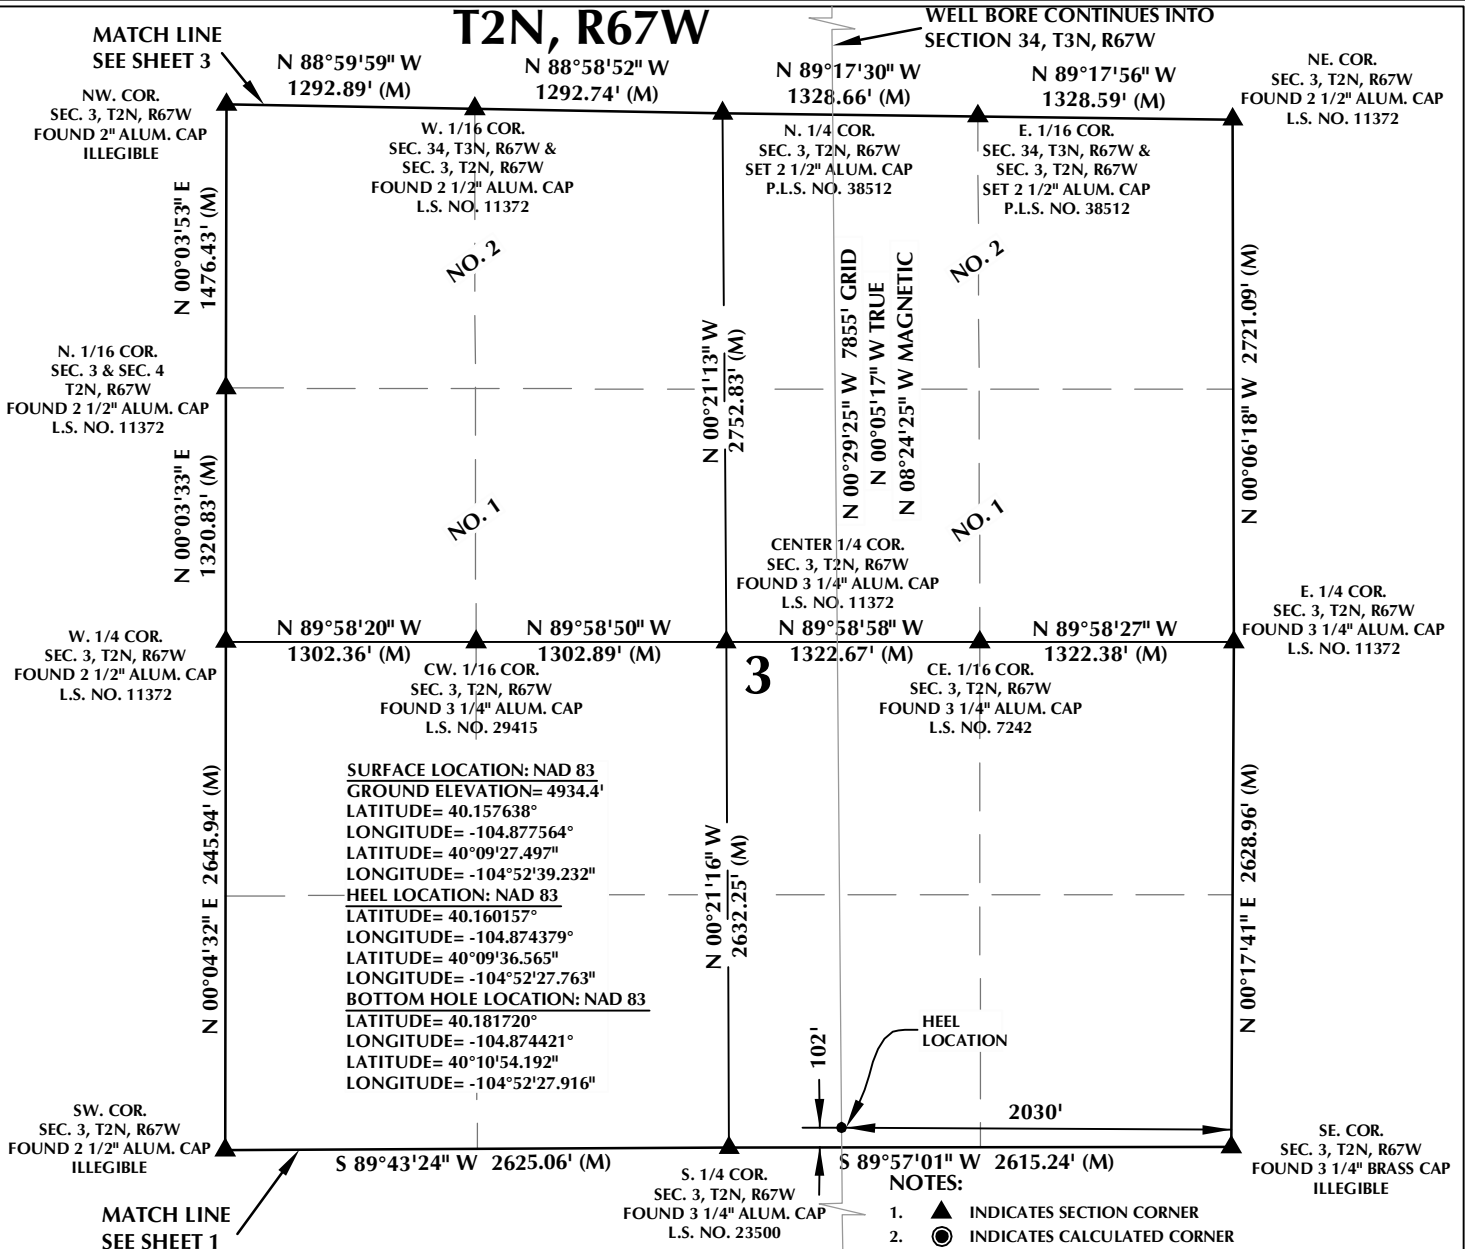 T2N, R67W
MATCH LINE
SEE SHEET 3
WELL BORE CONTINUES INTO
SECTION 34, T3N, R67W
N 88°59'59" W
1292.89' (M)
N 88°58'52" W
1292.74' (M)
N 89°17'30" W
1328.66' (M)
N 89°17'56" W
1328.59' (M)
NE. COR.
SEC. 3, T2N, R67W
FOUND 2 1/2" ALUM. CAP
L.S. NO. 11372
NW. COR.
SEC. 3, T2N, R67W
FOUND 2" ALUM. CAP
ILLEGIBLE
W. 1/16 COR.
SEC. 34, T3N, R67W &
SEC. 3, T2N, R67W
FOUND 2 1/2" ALUM. CAP
L.S. NO. 11372
N. 1/4 COR.
SEC. 3, T2N, R67W
SET 2 1/2" ALUM. CAP
P.L.S. NO. 38512
E. 1/16 COR.
SEC. 34, T3N, R67W &
SEC. 3, T2N, R67W
SET 2 1/2" ALUM. CAP
P.L.S. NO. 38512
N 00°03'53" E
1476.43' (M)
NO. 2
NO. 2
N 00°21'13" W
2752.83' (M)
N 00°29'25" W 7855' GRID
N 00°05'17" W TRUE
N 08°24'25" W MAGNETIC
N 00°06'18" W 2721.09' (M)
N. 1/16 COR.
SEC. 3 & SEC. 4
T2N, R67W
FOUND 2 1/2" ALUM. CAP
L.S. NO. 11372
N 00°03'33" E
1320.83' (M)
NO. 1
NO. 1
CENTER 1/4 COR.
SEC. 3, T2N, R67W
FOUND 3 1/4" ALUM. CAP
L.S. NO. 11372
E. 1/4 COR.
SEC. 3, T2N, R67W
FOUND 3 1/4" ALUM. CAP
L.S. NO. 11372
W. 1/4 COR.
SEC. 3, T2N, R67W
FOUND 2 1/2" ALUM. CAP
L.S. NO. 11372
N 89°58'20" W
1302.36' (M)
N 89°58'50" W
1302.89' (M)
N 89°58'58" W
1322.67' (M)
N 89°58'27" W
1322.38' (M)
3
CW. 1/16 COR.
SEC. 3, T2N, R67W
FOUND 3 1/4" ALUM. CAP
L.S. NO. 29415
CE. 1/16 COR.
SEC. 3, T2N, R67W
FOUND 3 1/4" ALUM. CAP
L.S. NO. 7242
N 00°04'32" E 2645.94' (M)
SURFACE LOCATION: NAD 83
GROUND ELEVATION= 4934.4'
LATITUDE= 40.157638°
LONGITUDE= -104.877564°
LATITUDE= 40°09'27.497"
LONGITUDE= -104°52'39.232"
HEEL LOCATION: NAD 83
LATITUDE= 40.160157°
LONGITUDE= -104.874379°
LATITUDE= 40°09'36.565"
LONGITUDE= -104°52'27.763"
BOTTOM HOLE LOCATION: NAD 83
LATITUDE= 40.181720°
LONGITUDE= -104.874421°
LATITUDE= 40°10'54.192"
LONGITUDE= -104°52'27.916"
N 00°21'16" W
2632.25' (M)
N 00°17'41" E 2628.96' (M)
HEEL
LOCATION
102'
2030'
SW. COR.
SEC. 3, T2N, R67W
FOUND 2 1/2" ALUM. CAP
ILLEGIBLE
S 89°43'24" W 2625.06' (M)
S 89°57'01" W 2615.24' (M)
SE. COR.
SEC. 3, T2N, R67W
FOUND 3 1/4" BRASS CAP
ILLEGIBLE
S. 1/4 COR.
SEC. 3, T2N, R67W
FOUND 3 1/4" ALUM. CAP
L.S. NO. 23500
MATCH LINE
SEE SHEET 1
NOTES:
1. INDICATES SECTION CORNER
2. INDICATES CALCULATED CORNER